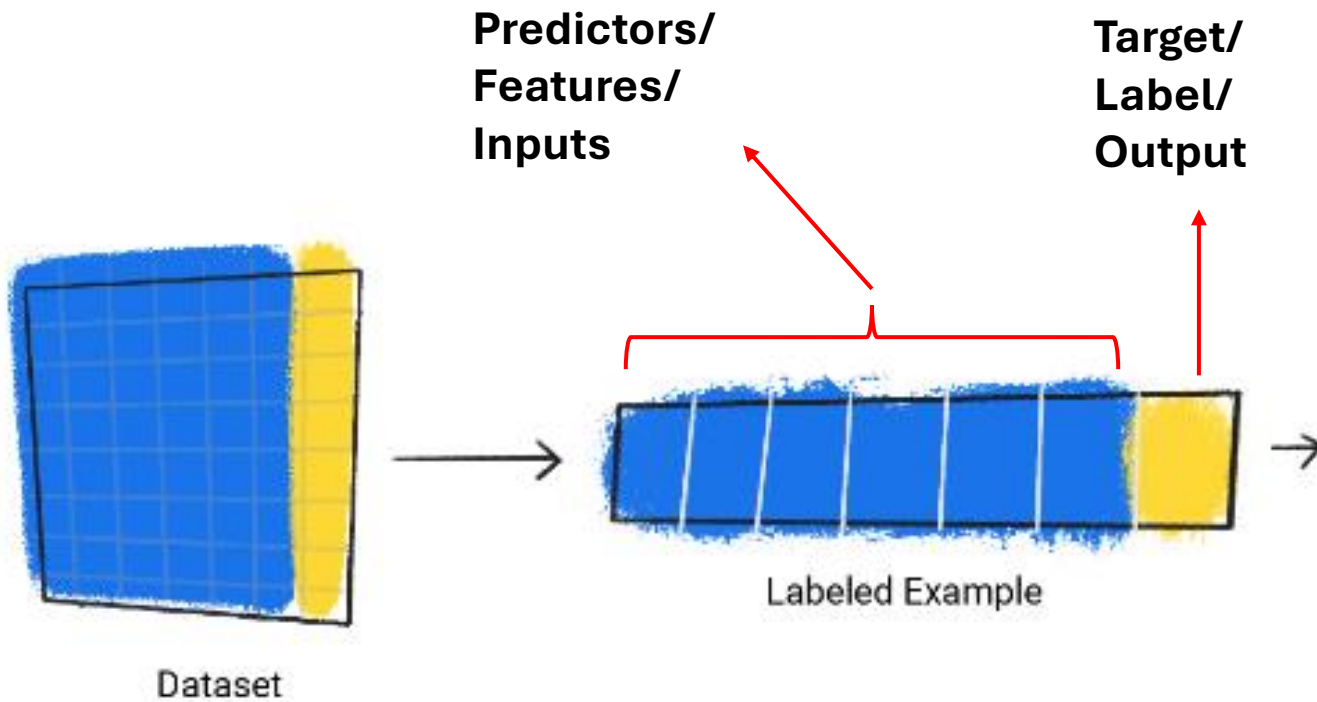 Predictors/
Features/
Inputs
Target/
Label/
Output
Labeled Example
Dataset